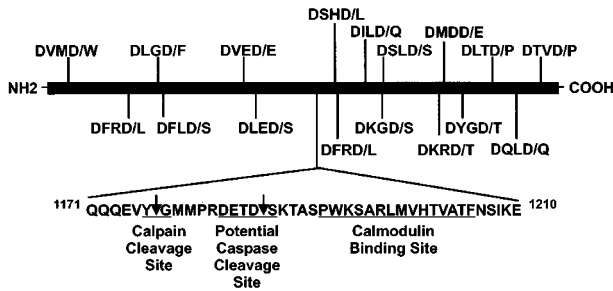 DSHD/L
DILD/Q DMDD/E
DVMD/W DLGD/F DVED/E DSLD/S DLTD/P DTVD/P
NH2 COOH
DFRD/L DFLD/S DLED/S DKGD/S DYGD/T
DFRD/L DKRD/T DQLD/Q
1171 QQQEVYGMMPRDETDSKTASPWKSARLMVHTVATFNSIKE 1210
Calpain Potential Calmodulin
Cleavage Caspase Binding Site
Site Cleavage
Site